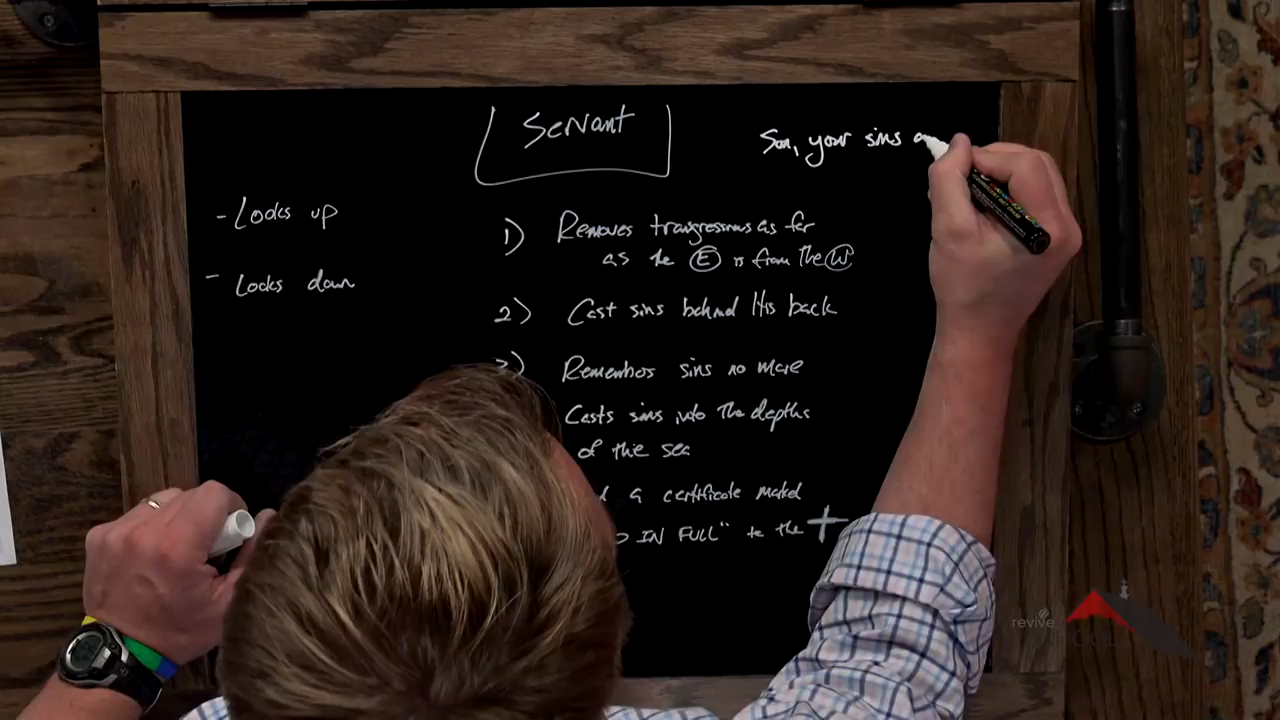 Servant
Son, your sins a
- Looks up
- Looks down
1) Removes transgressions as far
as the E is from the W
2) Cast sins behind His back
Remembers sins no more
Casts sins into the depths
of the sea
a certificate marked
IN FULL" to the
revive